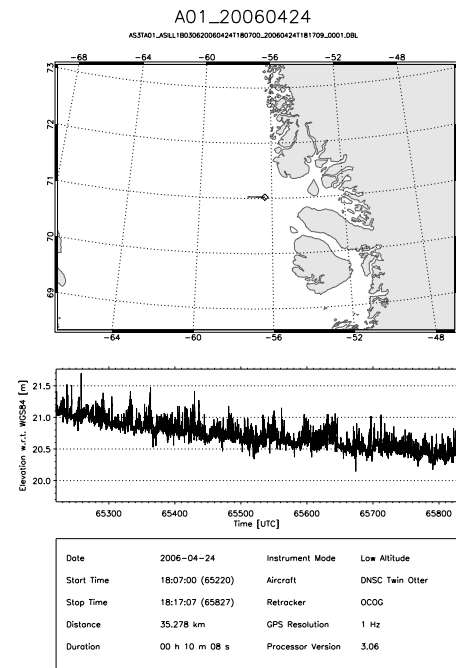 A01_20060424
AS3TA01_ASILL1B030620060424T180700_20060424T181709_0001.DBL
−68 −60 −56 −52 −48
73
72
71
70
69
−64 −60 −56 −52 −48
Elevation w.r.t. WGS84 [m]
21.5
21.0
20.5
20.0
65300 65400 65500 65600 65700 65800
Time [UTC]
Date 2006−04−24 Instrument Mode Low Altitude
Start Time 18:07:00 (65220) Aircraft DNSC Twin Otter
Stop Time 18:17:07 (65827) Retracker OCOG
Distance 35.278 km GPS Resolution 1 Hz
Duration 00 h 10 m 08 s Processor Version 3.06